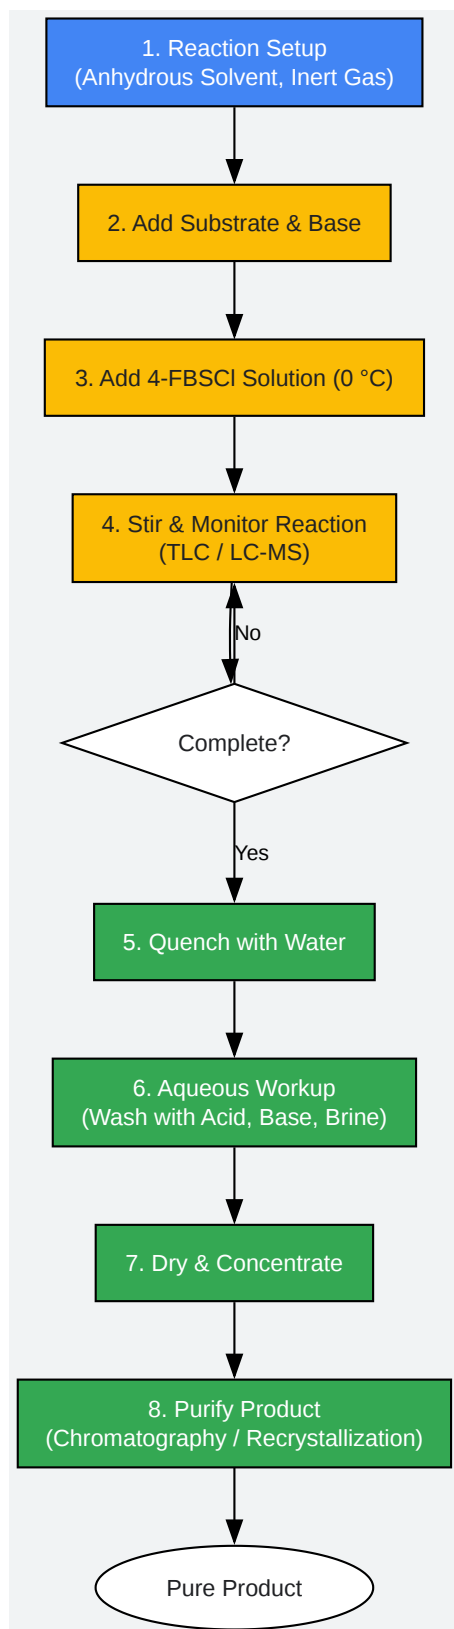 1. Reaction Setup
(Anhydrous Solvent, Inert Gas)
2. Add Substrate & Base
3. Add 4-FBSCl Solution (0 °C)
4. Stir & Monitor Reaction
(TLC / LC-MS)
No
Complete?
Yes
5. Quench with Water
6. Aqueous Workup
(Wash with Acid, Base, Brine)
7. Dry & Concentrate
8. Purify Product
(Chromatography / Recrystallization)
Pure Product